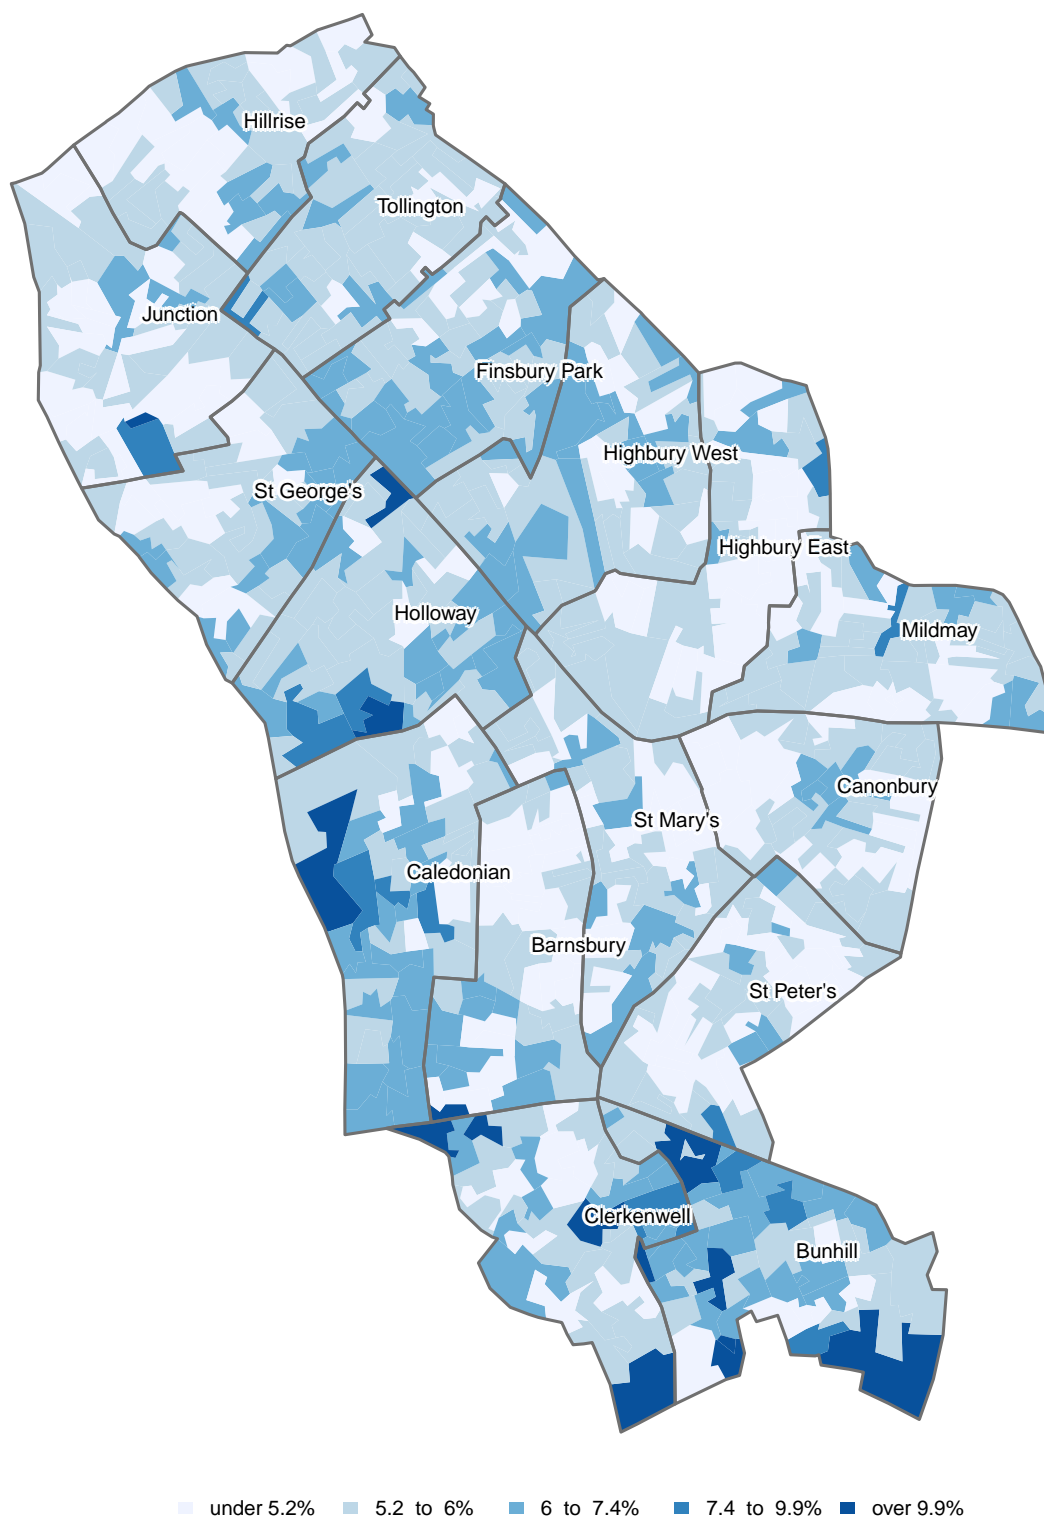 Hillrise
Tollington
Junction
Finsbury Park
Highbury West
St George's
Highbury East
Holloway
Mildmay
Canonbury
St Mary's
Caledonian
Barnsbury
St Peter's
Clerkenwell
Bunhill
under 5.2% 5.2 to 6% 6 to 7.4% 7.4 to 9.9% over 9.9%